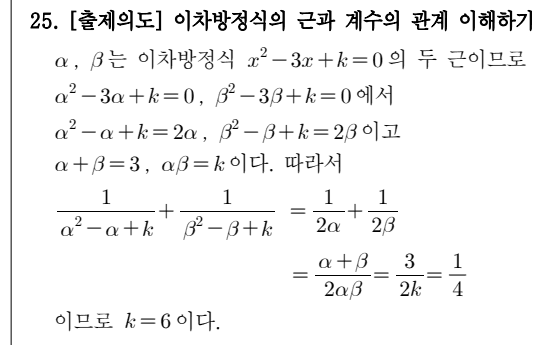 25. [출제의도] 이차방정식의 근과 계수의 관계 이해하기
α, β는 이차방정식 x²−3x+k=0의 두 근이므로
α²−3α+k=0, β²−3β+k=0에서
α²−α+k=2α, β²−β+k=2β이고
α+β=3, αβ=k이다. 따라서
1/(α²−α+k) + 1/(β²−β+k) = 1/(2α) + 1/(2β)
= (α+β)/(2αβ) = 3/(2k) = 1/4
이므로 k=6이다.